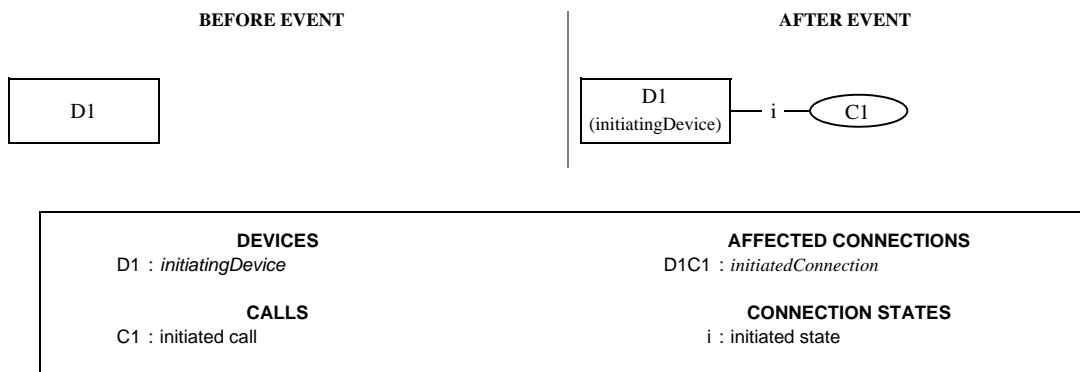 BEFORE EVENT
AFTER EVENT
D1
D1
(initiatingDevice)
i
C1
DEVICES
D1 : initiatingDevice
AFFECTED CONNECTIONS
D1C1 : initiatedConnection
CALLS
C1 : initiated call
CONNECTION STATES
i : initiated state